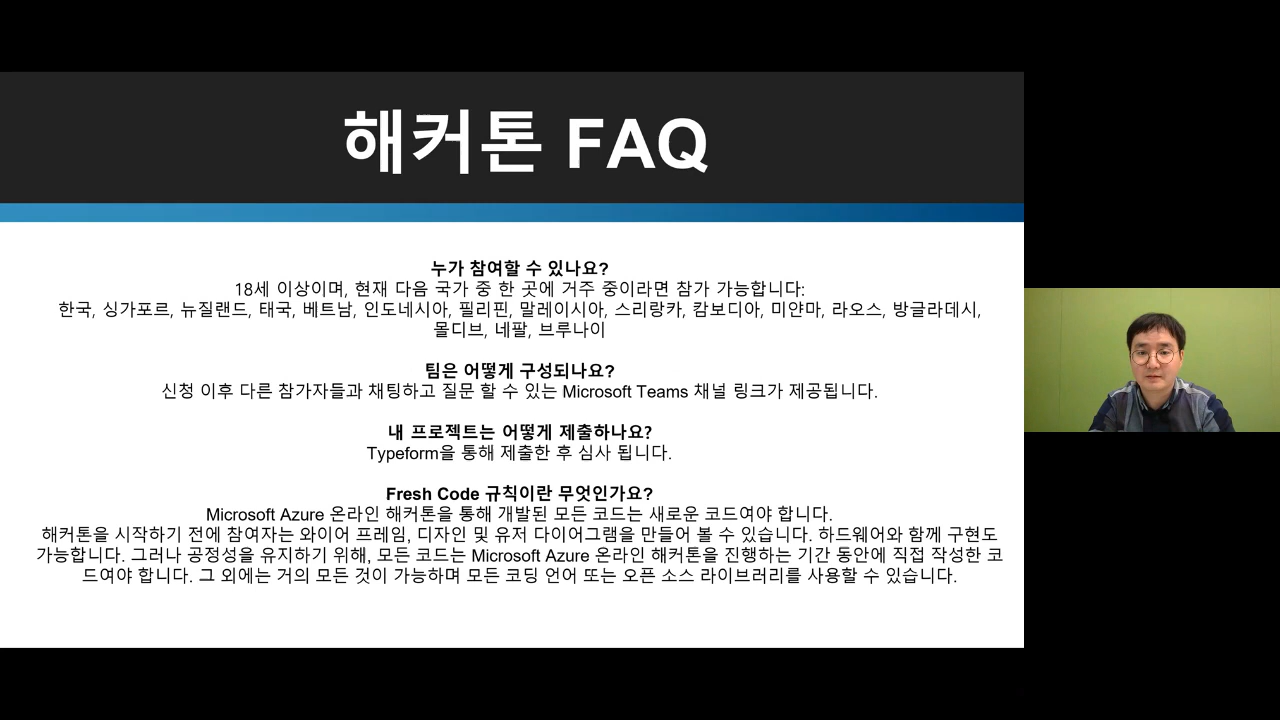 해커톤 FAQ
누가 참여할 수 있나요?
18세 이상이며, 현재 다음 국가 중 한 곳에 거주 중이라면 참가 가능합니다:
한국, 싱가포르, 뉴질랜드, 태국, 베트남, 인도네시아, 필리핀, 말레이시아, 스리랑카, 캄보디아, 미얀마, 라오스, 방글라데시,
몰디브, 네팔, 브루나이
팀은 어떻게 구성되나요?
신청 이후 다른 참가자들과 채팅하고 질문 할 수 있는 Microsoft Teams 채널 링크가 제공됩니다.
내 프로젝트는 어떻게 제출하나요?
Typeform을 통해 제출한 후 심사 됩니다.
Fresh Code 규칙이란 무엇인가요?
Microsoft Azure 온라인 해커톤을 통해 개발된 모든 코드는 새로운 코드여야 합니다.
해커톤을 시작하기 전에 참여자는 와이어 프레임, 디자인 및 유저 다이어그램을 만들어 볼 수 있습니다. 하드웨어와 함께 구현도
가능합니다. 그러나 공정성을 유지하기 위해, 모든 코드는 Microsoft Azure 온라인 해커톤을 진행하는 기간 동안에 직접 작성한 코
드여야 합니다. 그 외에는 거의 모든 것이 가능하며 모든 코딩 언어 또는 오픈 소스 라이브러리를 사용할 수 있습니다.